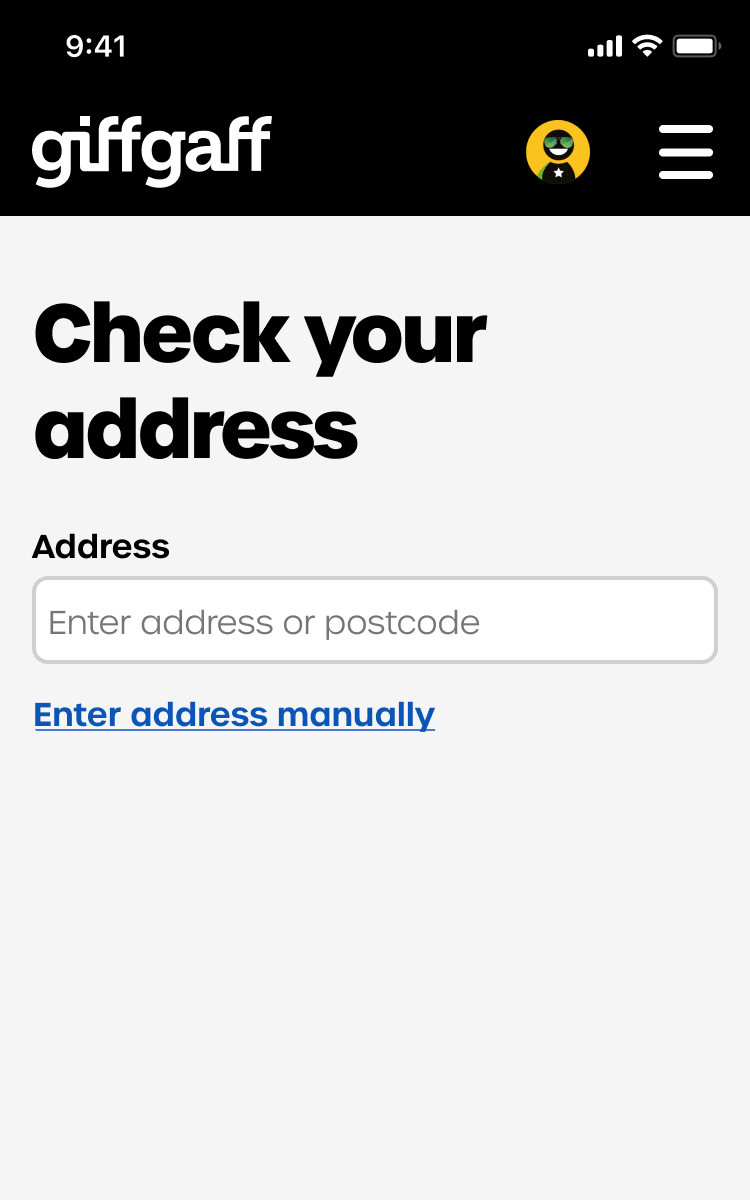 9:41
giffgaff
Check your
address
Address
Enter address or postcode
Enter address manually